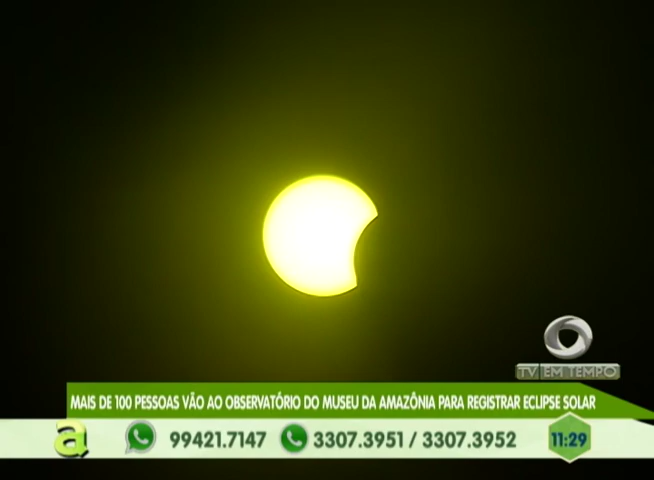 TV EM TEMPO
MAIS DE 100 PESSOAS VÃO AO OBSERVATÓRIO DO MUSEU DA AMAZÔNIA PARA REGISTRAR ECLIPSE SOLAR
a 99421.7147 3307.3951 / 3307.3952 11:29